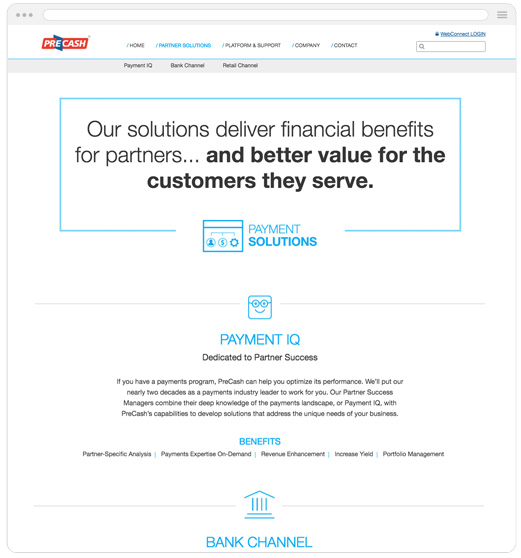 PRECASH
WebConnect LOGIN
/ HOME / PARTNER SOLUTIONS / PLATFORM & SUPPORT / COMPANY / CONTACT
Payment IQ Bank Channel Retail Channel
Our solutions deliver financial benefits
for partners... and better value for the
customers they serve.
PAYMENT
SOLUTIONS
PAYMENT IQ
Dedicated to Partner Success
If you have a payments program, PreCash can help you optimize its performance. We'll put our
nearly two decades as a payments industry leader to work for you. Our Partner Success
Managers combine their deep knowledge of the payments landscape, or Payment IQ, with
PreCash's capabilities to develop solutions that address the unique needs of your business.
BENEFITS
Partner-Specific Analysis | Payments Expertise On-Demand | Revenue Enhancement | Increase Yield | Portfolio Management
BANK CHANNEL